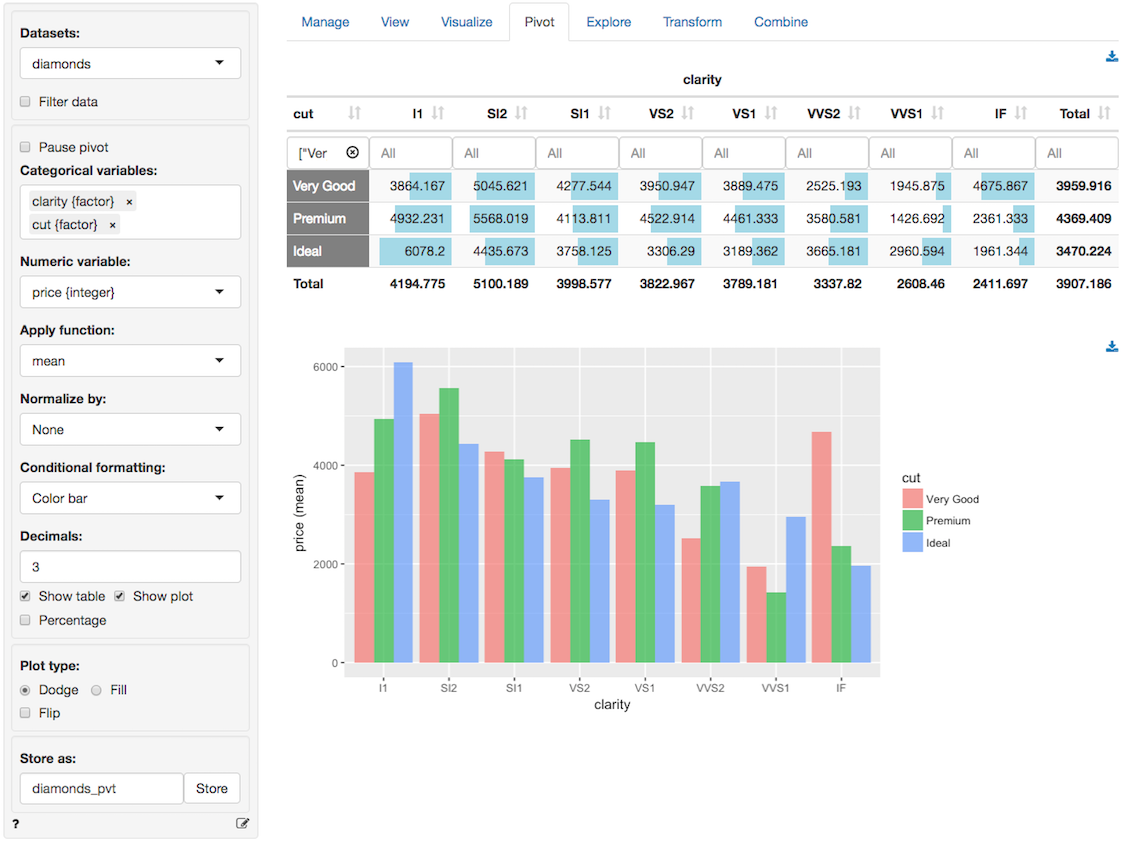 Datasets:
diamonds
Filter data
Pause pivot
Categorical variables:
clarity {factor} ×
cut {factor} ×
Numeric variable:
price {integer}
Apply function:
mean
Normalize by:
None
Conditional formatting:
Color bar
Decimals:
3
Show table Show plot
Percentage
Plot type:
Dodge Fill
Flip
Store as:
diamonds_pvt Store
?
Manage View Visualize Pivot Explore Transform Combine
clarity
cut I1 SI2 SI1 VS2 VS1 VVS2 VVS1 IF Total
["Ver All All All All All All All All All
Very Good 3864.167 5045.621 4277.544 3950.947 3889.475 2525.193 1945.875 4675.867 3959.916
Premium 4932.231 5568.019 4113.811 4522.914 4461.333 3580.581 1426.692 2361.333 4369.409
Ideal 6078.2 4435.673 3758.125 3306.29 3189.362 3665.181 2960.594 1961.344 3470.224
Total 4194.775 5100.189 3998.577 3822.967 3789.181 3337.82 2608.46 2411.697 3907.186
price (mean)
6000
4000
2000
0
I1 SI2 SI1 VS2 VS1 VVS2 VVS1 IF
clarity
cut
Very Good
Premium
Ideal